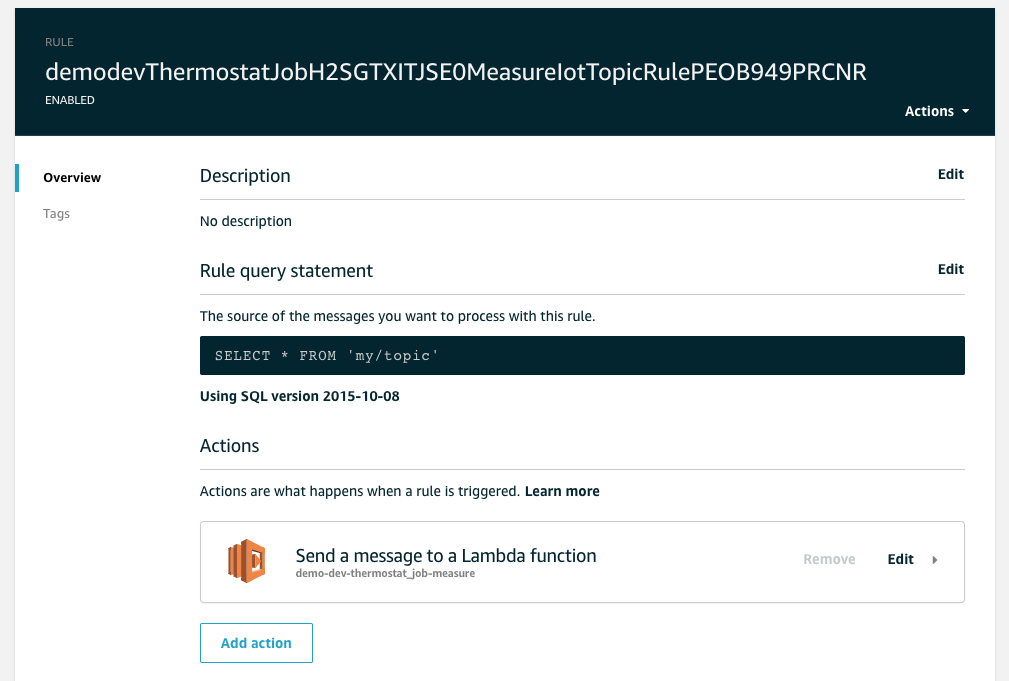 RULE
demodevThermostatJobH2SGTXITJSE0MeasureIotTopicRulePEOB949PRCNR
ENABLED
Actions
Overview
Tags
Description Edit
No description
Rule query statement Edit
The source of the messages you want to process with this rule.
SELECT * FROM 'my/topic'
Using SQL version 2015-10-08
Actions
Actions are what happens when a rule is triggered. Learn more
Send a message to a Lambda function
demo-dev-thermostat_job-measure
Remove Edit
Add action